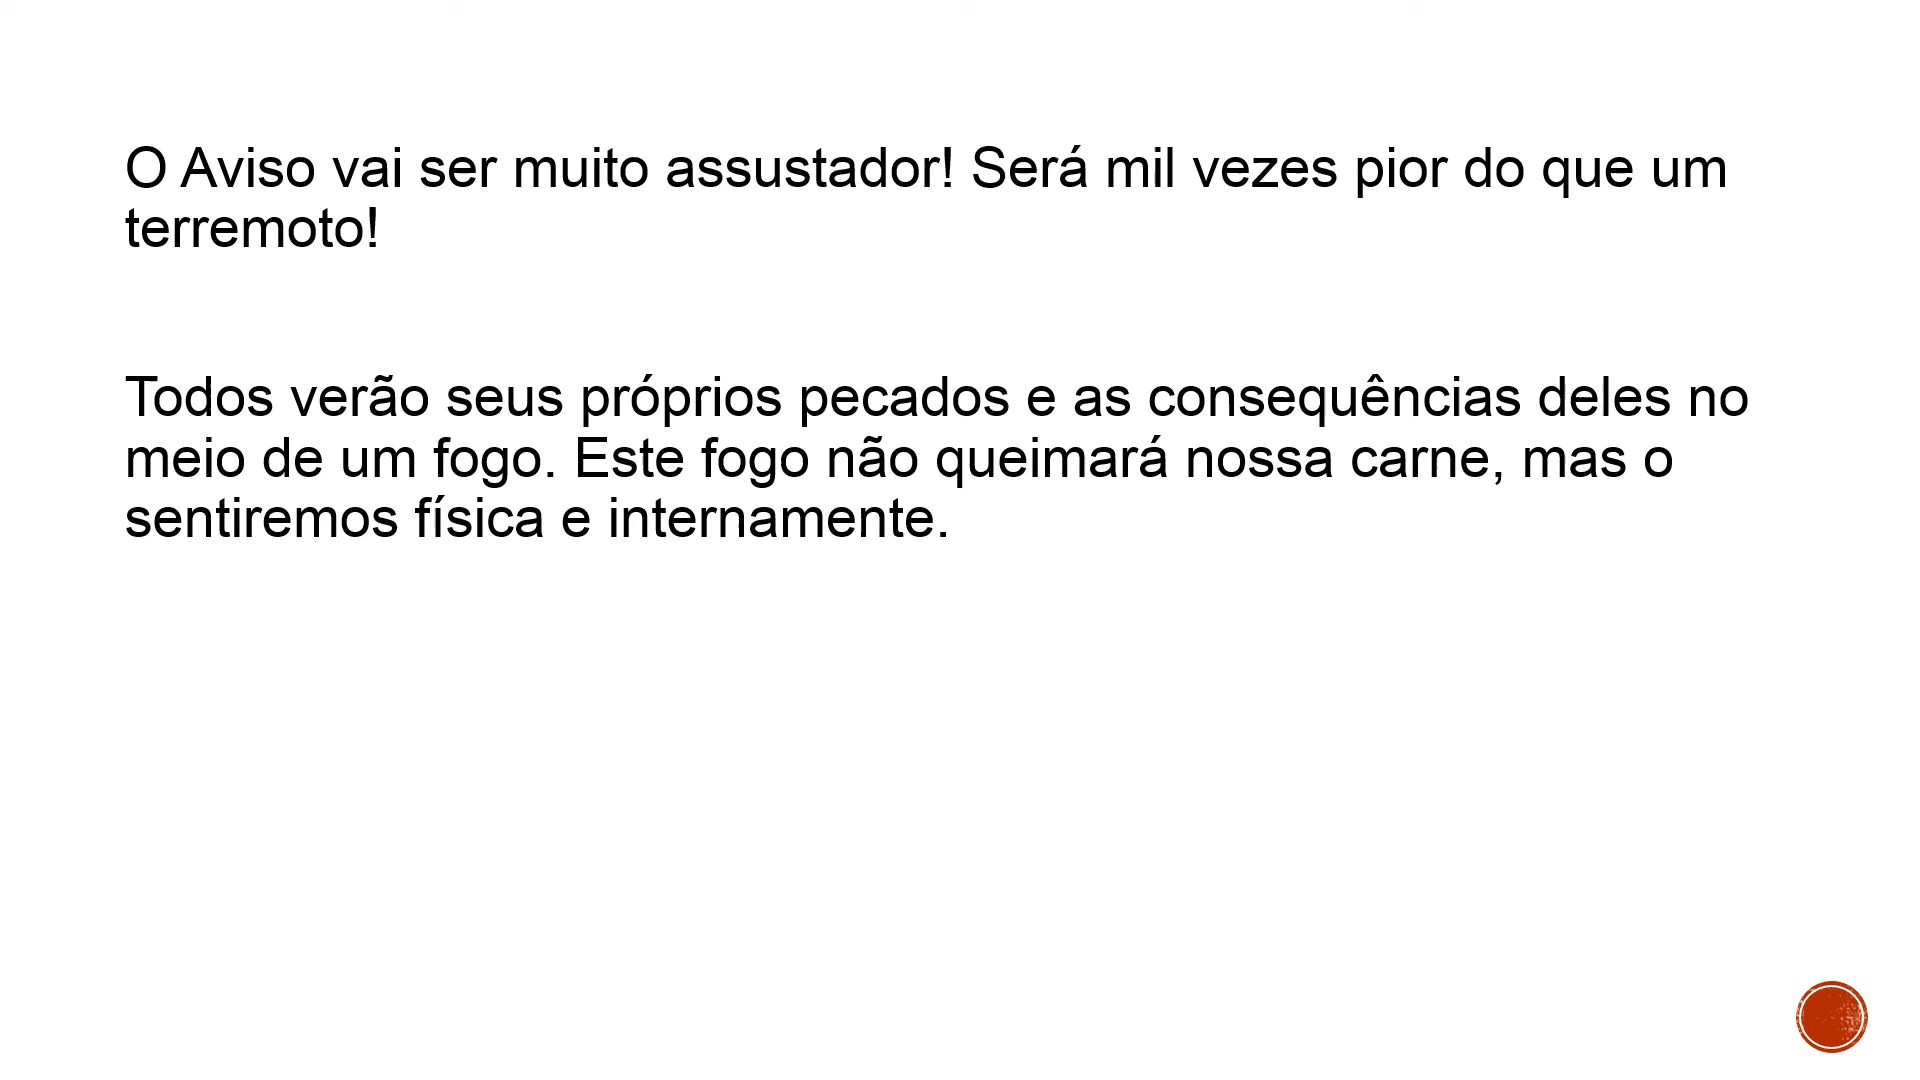 O Aviso vai ser muito assustador! Será mil vezes pior do que um
terremoto!
Todos verão seus próprios pecados e as consequências deles no
meio de um fogo. Este fogo não queimará nossa carne, mas o
sentiremos física e internamente.